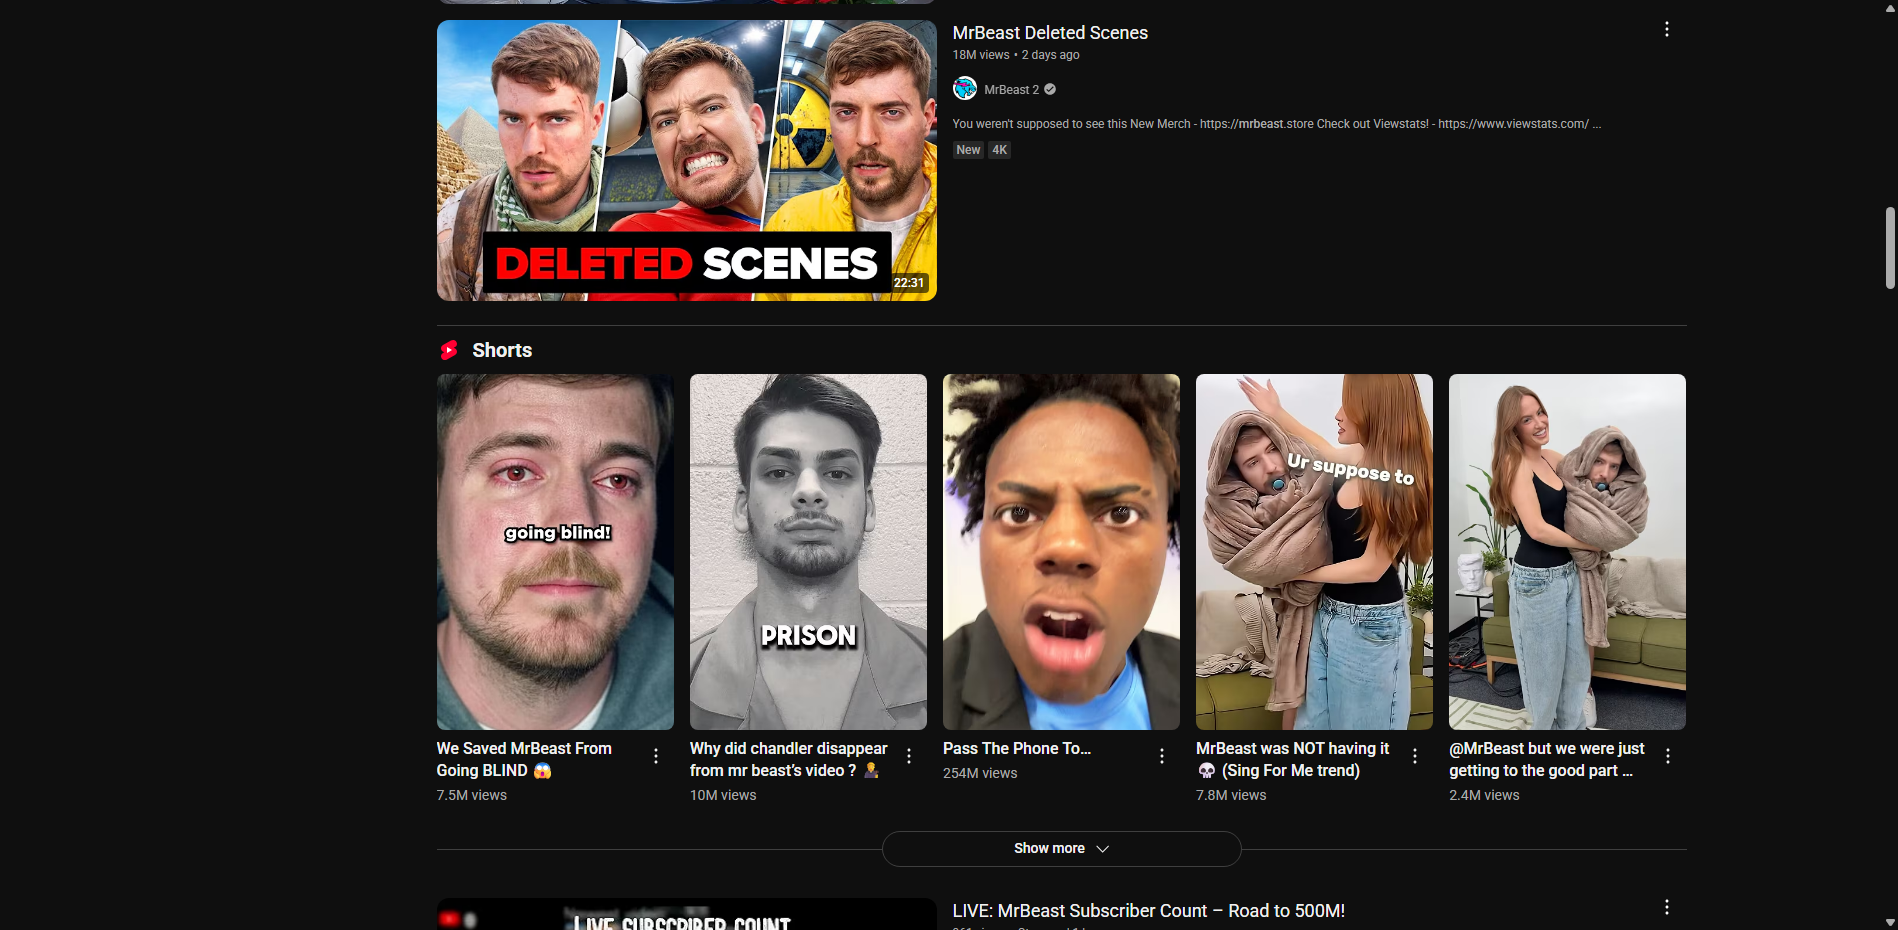 MrBeast Deleted Scenes
18M views • 2 days ago
MrBeast 2
You weren't supposed to see this New Merch - https://mrbeast.store Check out Viewstats! - https://www.viewstats.com/ ...
New 4K
DELETED SCENES
22:31
Shorts
going blind!
PRISON
Ur suppose to
We Saved MrBeast From
Going BLIND 😱
7.5M views
Why did chandler disappear
from mr beast's video ? 🤷‍♂️
10M views
Pass The Phone To...
254M views
MrBeast was NOT having it
💀 (Sing For Me trend)
7.8M views
@MrBeast but we were just
getting to the good part ...
2.4M views
Show more
LIVE SUBSCRIBER COUNT
LIVE: MrBeast Subscriber Count – Road to 500M!